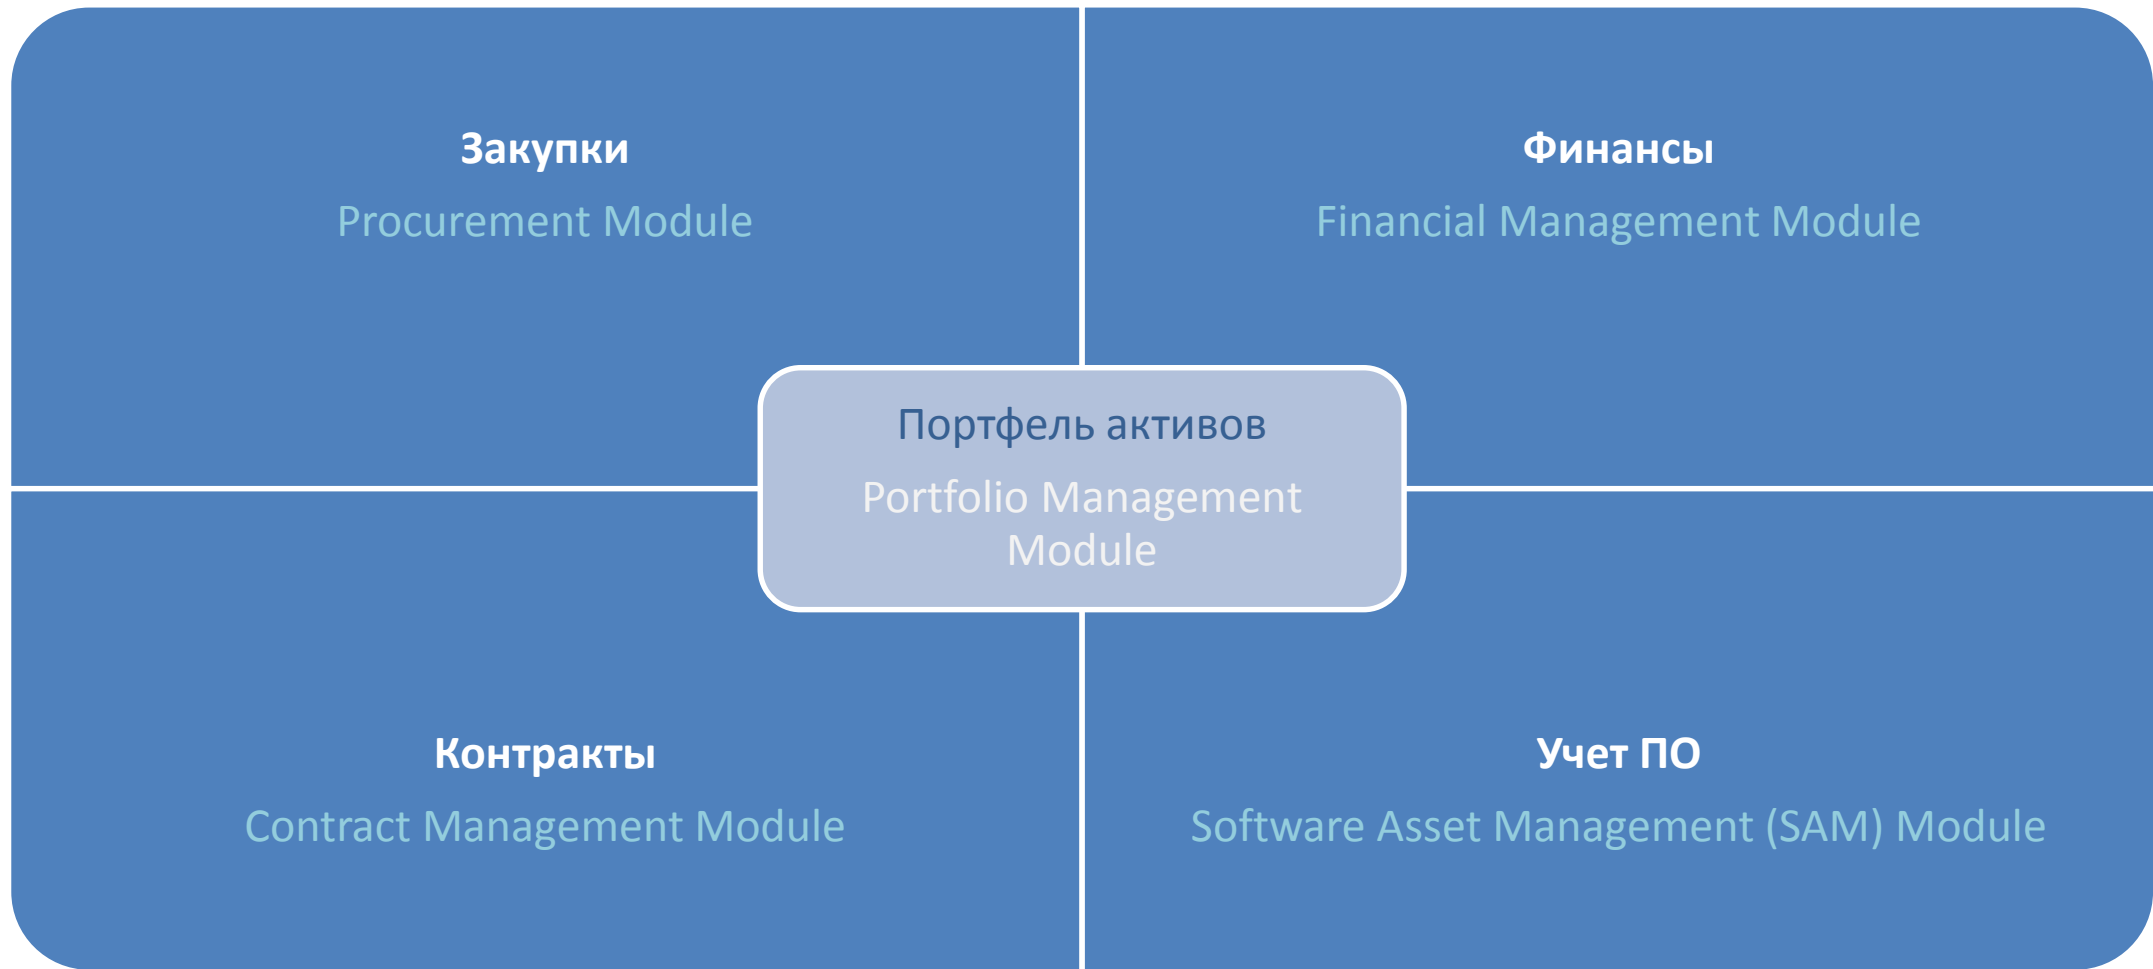 Закупки
Procurement Module
Финансы
Financial Management Module
Портфель активов
Portfolio Management
Module
Контракты
Contract Management Module
Учет ПО
Software Asset Management (SAM) Module